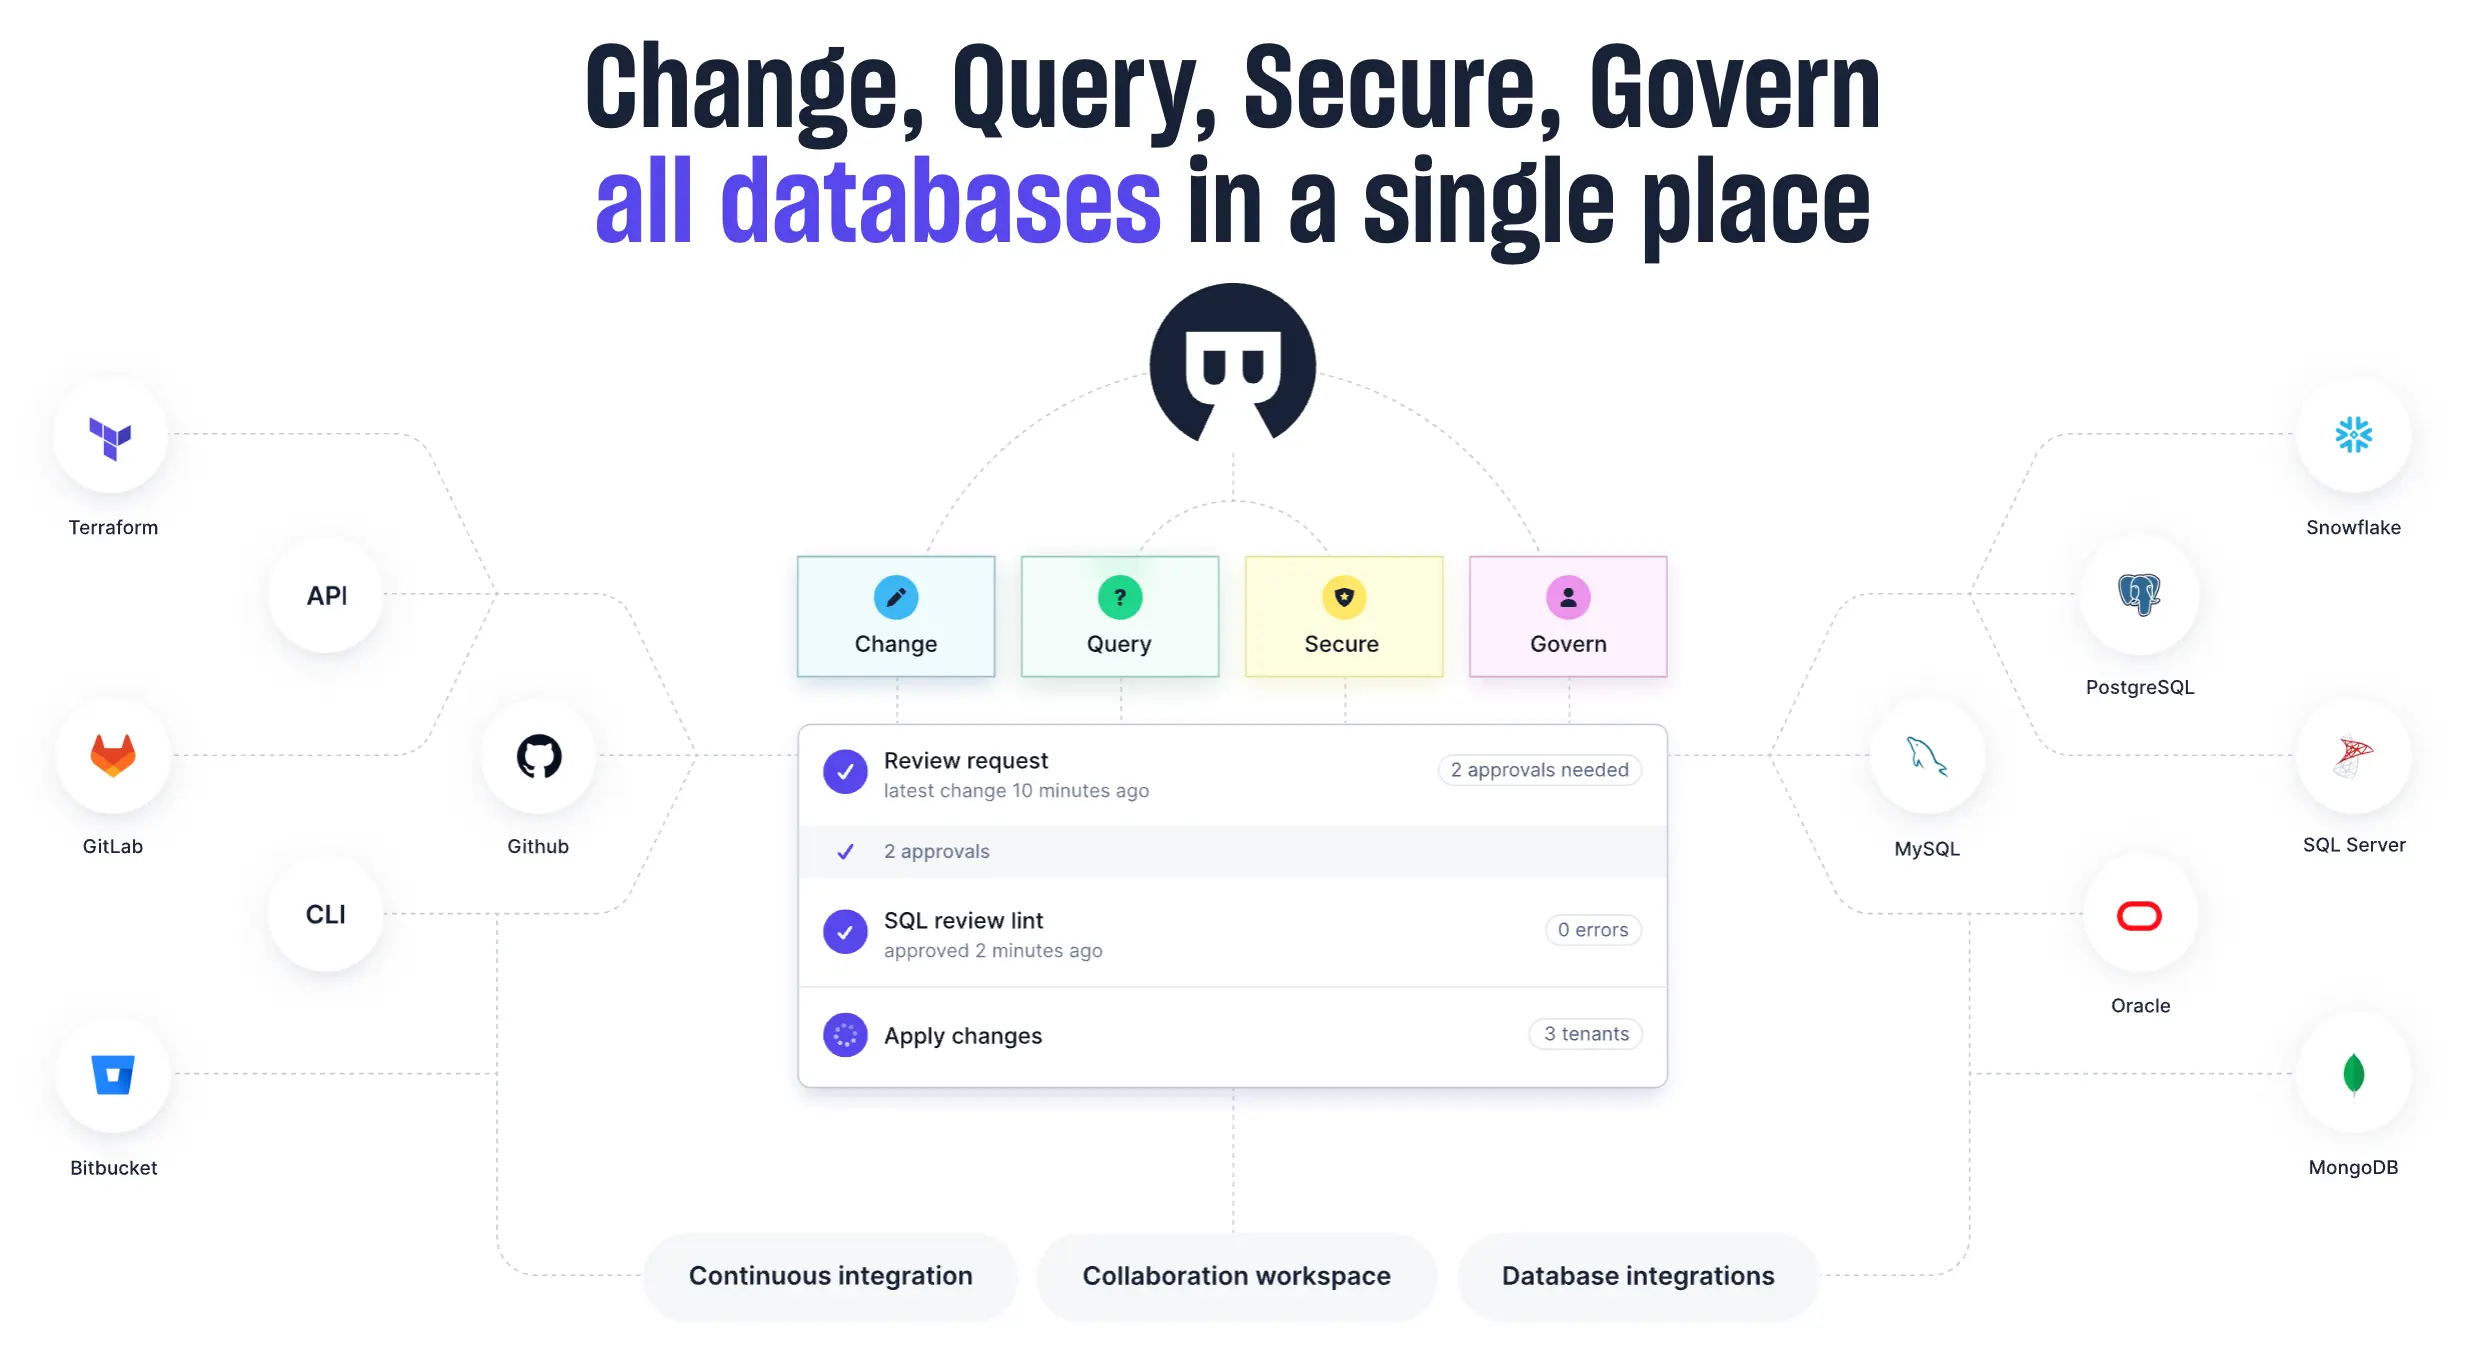 Change, Query, Secure, Govern
all databases in a single place
Terraform
API
GitLab
Github
CLI
Bitbucket
Change
Query
Secure
Govern
Review request
latest change 10 minutes ago
2 approvals needed
2 approvals
SQL review lint
approved 2 minutes ago
0 errors
Apply changes
3 tenants
Snowflake
PostgreSQL
MySQL
SQL Server
Oracle
MongoDB
Continuous integration
Collaboration workspace
Database integrations